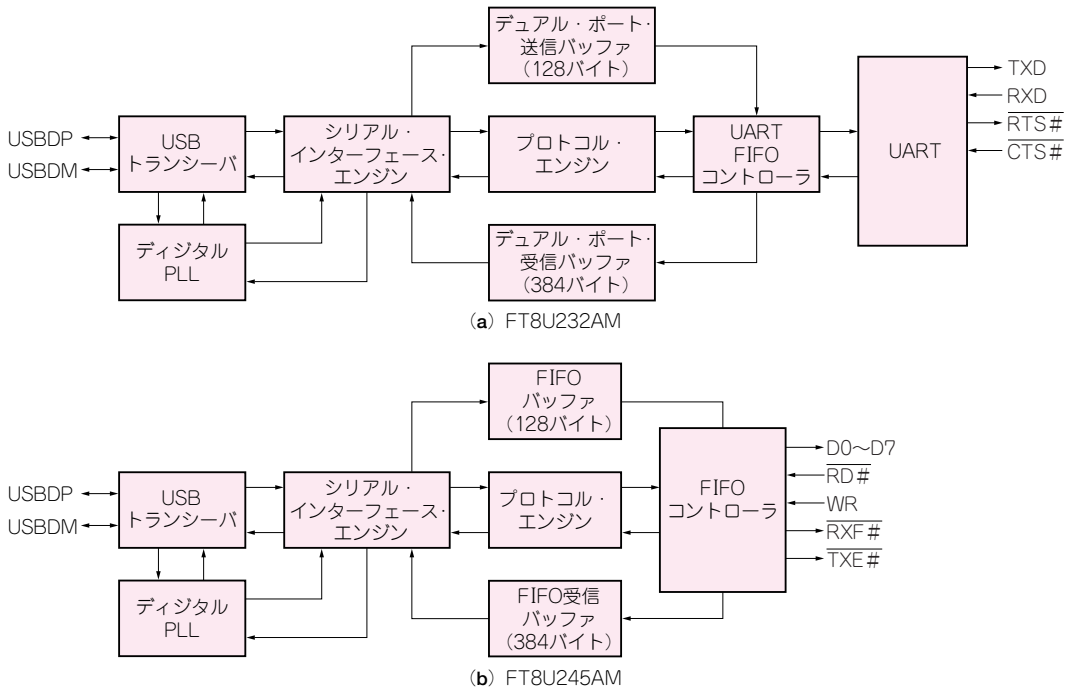 デュアル・ポート・
送信バッファ
(128バイト)
USBDP
USBDM
USB
トランシーバ
シリアル・
インターフェース・
エンジン
プロトコル・
エンジン
UART
FIFO
コントローラ
UART
TXD
RXD
RTS#
CTS#
ディジタル
PLL
デュアル・ポート・
受信バッファ
(384バイト)
(a) FT8U232AM
FIFO
バッファ
(128バイト)
USBDP
USBDM
USB
トランシーバ
シリアル・
インターフェース・
エンジン
プロトコル・
エンジン
FIFO
コントローラ
D0～D7
RD#
WR
RXF#
TXE#
ディジタル
PLL
FIFO受信
バッファ
(384バイト)
(b) FT8U245AM